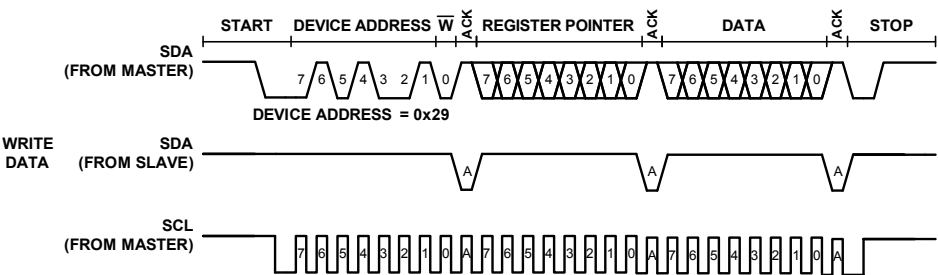 START DEVICE ADDRESS W ACK REGISTER POINTER ACK DATA ACK STOP
SDA
(FROM MASTER)
7 6 5 4 3 2 1 0 7 6 5 4 3 2 1 0 7 6 5 4 3 2 1 0
DEVICE ADDRESS = 0x29
WRITE
DATA
SDA
(FROM SLAVE)
A A A
SCL
(FROM MASTER)
7 6 5 4 3 2 1 0 A 7 6 5 4 3 2 1 0 A 7 6 5 4 3 2 1 0 A